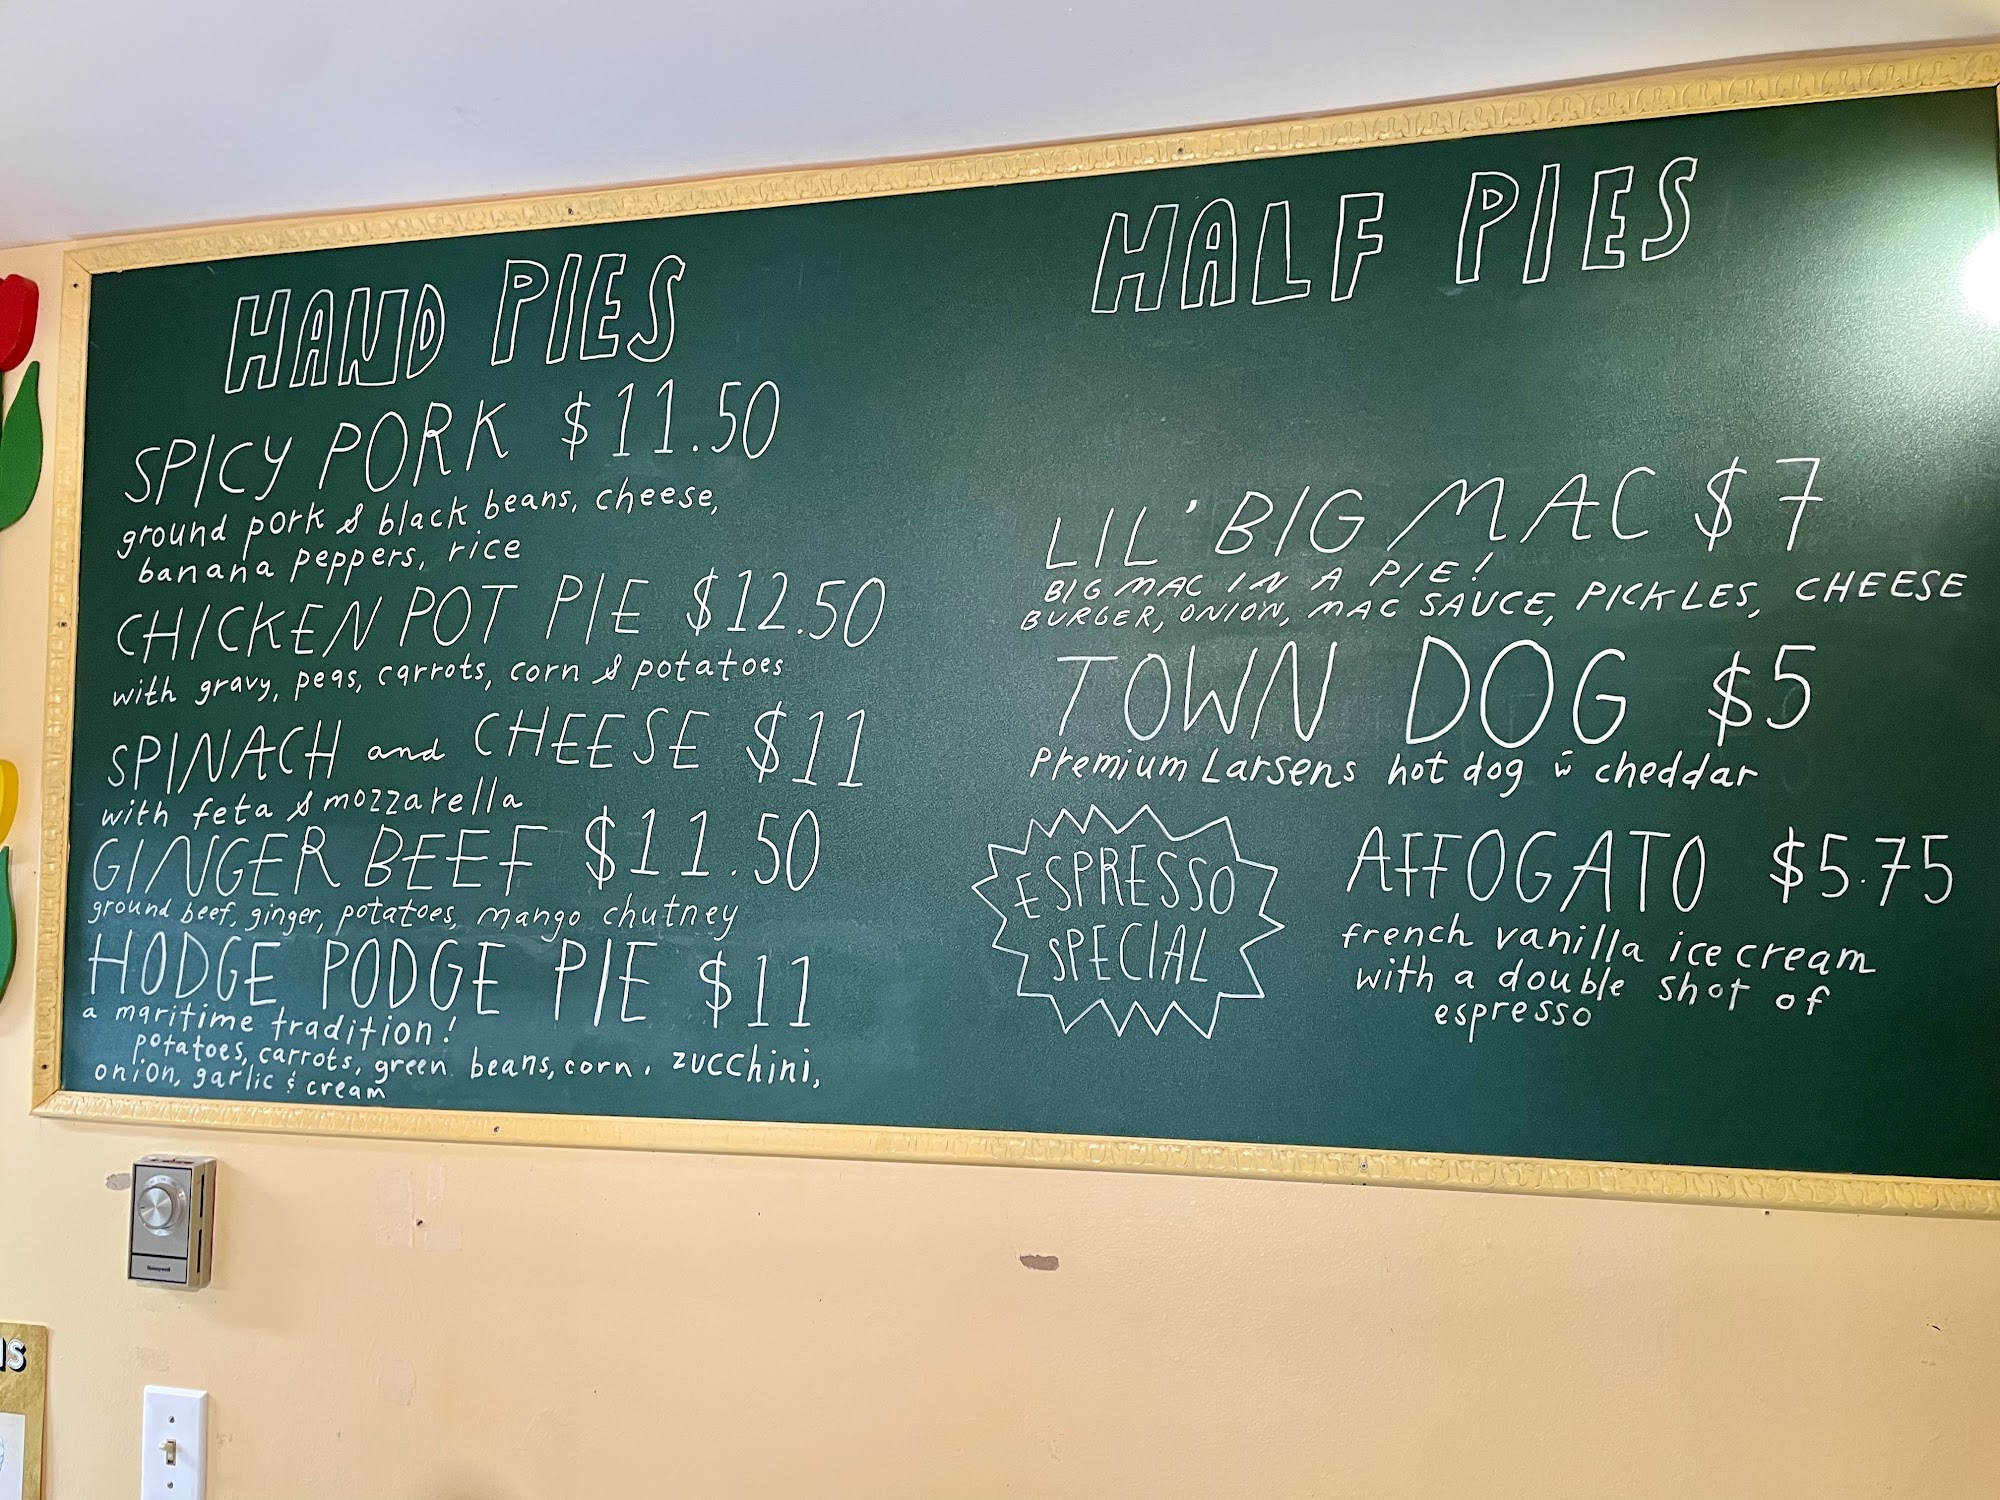 HAND PIES
SPICY PORK $11.50
ground pork & black beans, cheese,
banana peppers, rice
CHICKEN POT PIE $12.50
with gravy, peas, carrots, corn & potatoes
SPINACH and CHEESE $11
with feta & mozzarella
GINGER BEEF $11.50
ground beef, ginger, potatoes, mango chutney
HODGE PODGE PIE $11
a maritime tradition!
potatoes, carrots, green beans, corn, zucchini,
onion, garlic & cream
HALF PIES
LIL' BIG MAC $7
BIG MAC IN A PIE!
BURGER, ONION, MAC SAUCE, PICKLES, CHEESE
TOWN DOG $5
Premium Larsens hot dog w cheddar
ESPRESSO
SPECIAL
AFFOGATO $5.75
french vanilla ice cream
with a double shot of
espresso
Honeywell